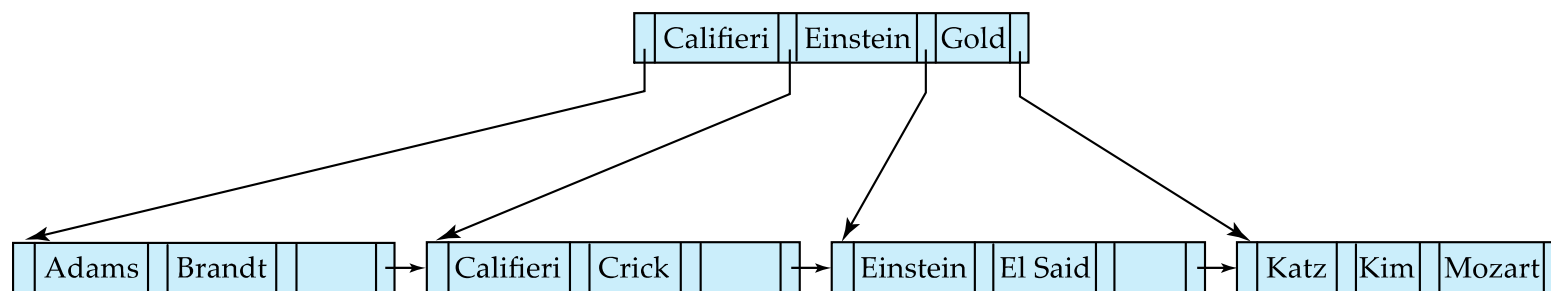 Califieri Einstein Gold
Adams Brandt Califieri Crick Einstein El Said Katz Kim Mozart